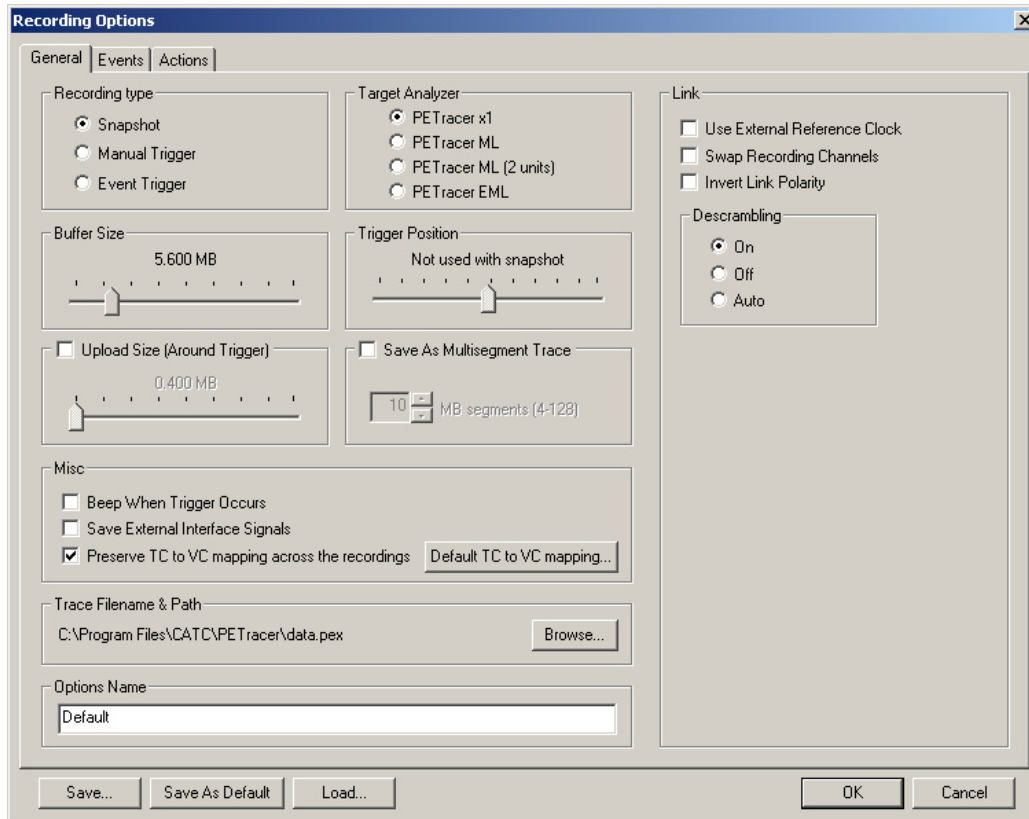 Recording Options
General Events Actions
Recording type
Snapshot
Manual Trigger
Event Trigger
Target Analyzer
PETracer x1
PETracer ML
PETracer ML (2 units)
PETracer EML
Link
Use External Reference Clock
Swap Recording Channels
Invert Link Polarity
Descrambling
On
Off
Auto
Buffer Size
5.600 MB
Trigger Position
Not used with snapshot
Upload Size (Around Trigger)
0.400 MB
Save As Multisegment Trace
10 MB segments (4-128)
Misc
Beep When Trigger Occurs
Save External Interface Signals
Preserve TC to VC mapping across the recordings
Default TC to VC mapping...
Trace Filename & Path
C:\Program Files\CATC\PETracer\data.pex
Browse...
Options Name
Default
Save... Save As Default Load... OK Cancel